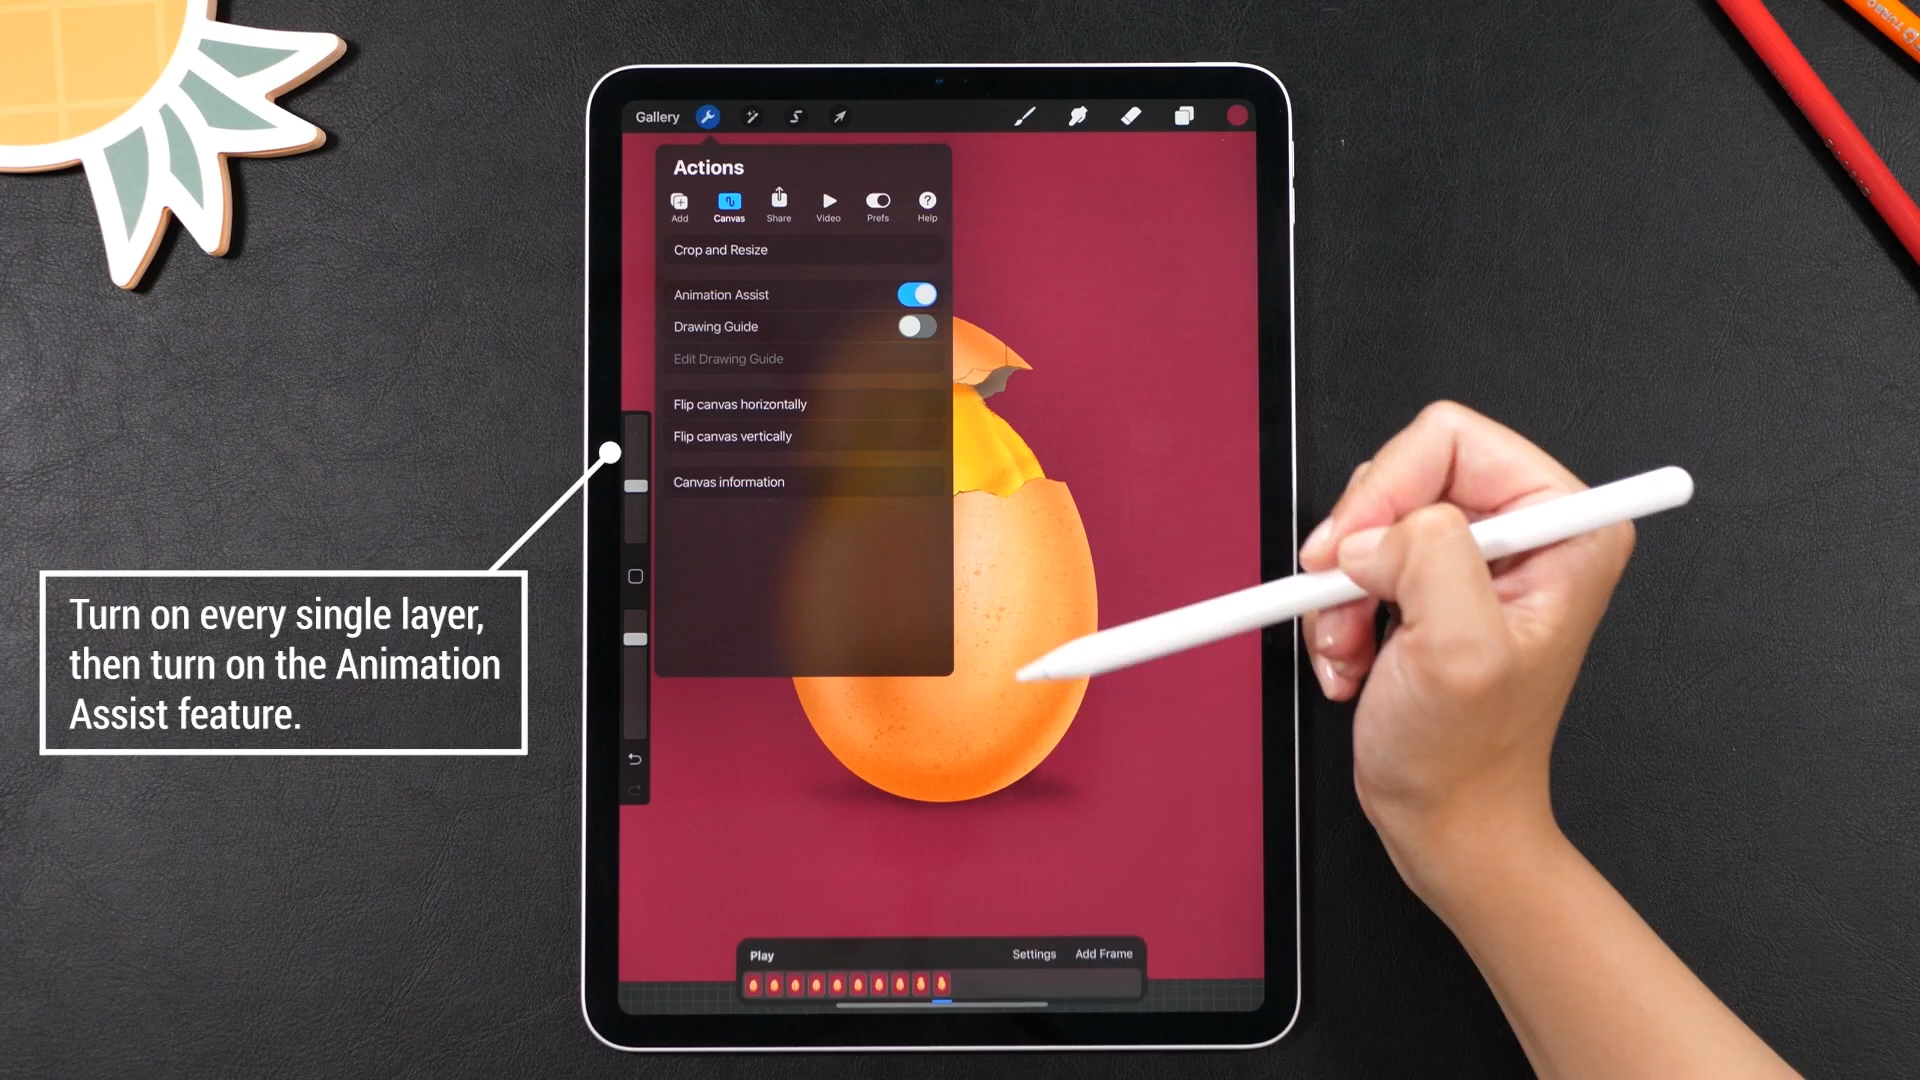 TURBO
Gallery
Actions
Add
Canvas
Share
Video
Prefs
Help
Crop and Resize
Animation Assist
Drawing Guide
Edit Drawing Guide
Flip canvas horizontally
Flip canvas vertically
Canvas information
Turn on every single layer,
then turn on the Animation
Assist feature.
Play
Settings
Add Frame